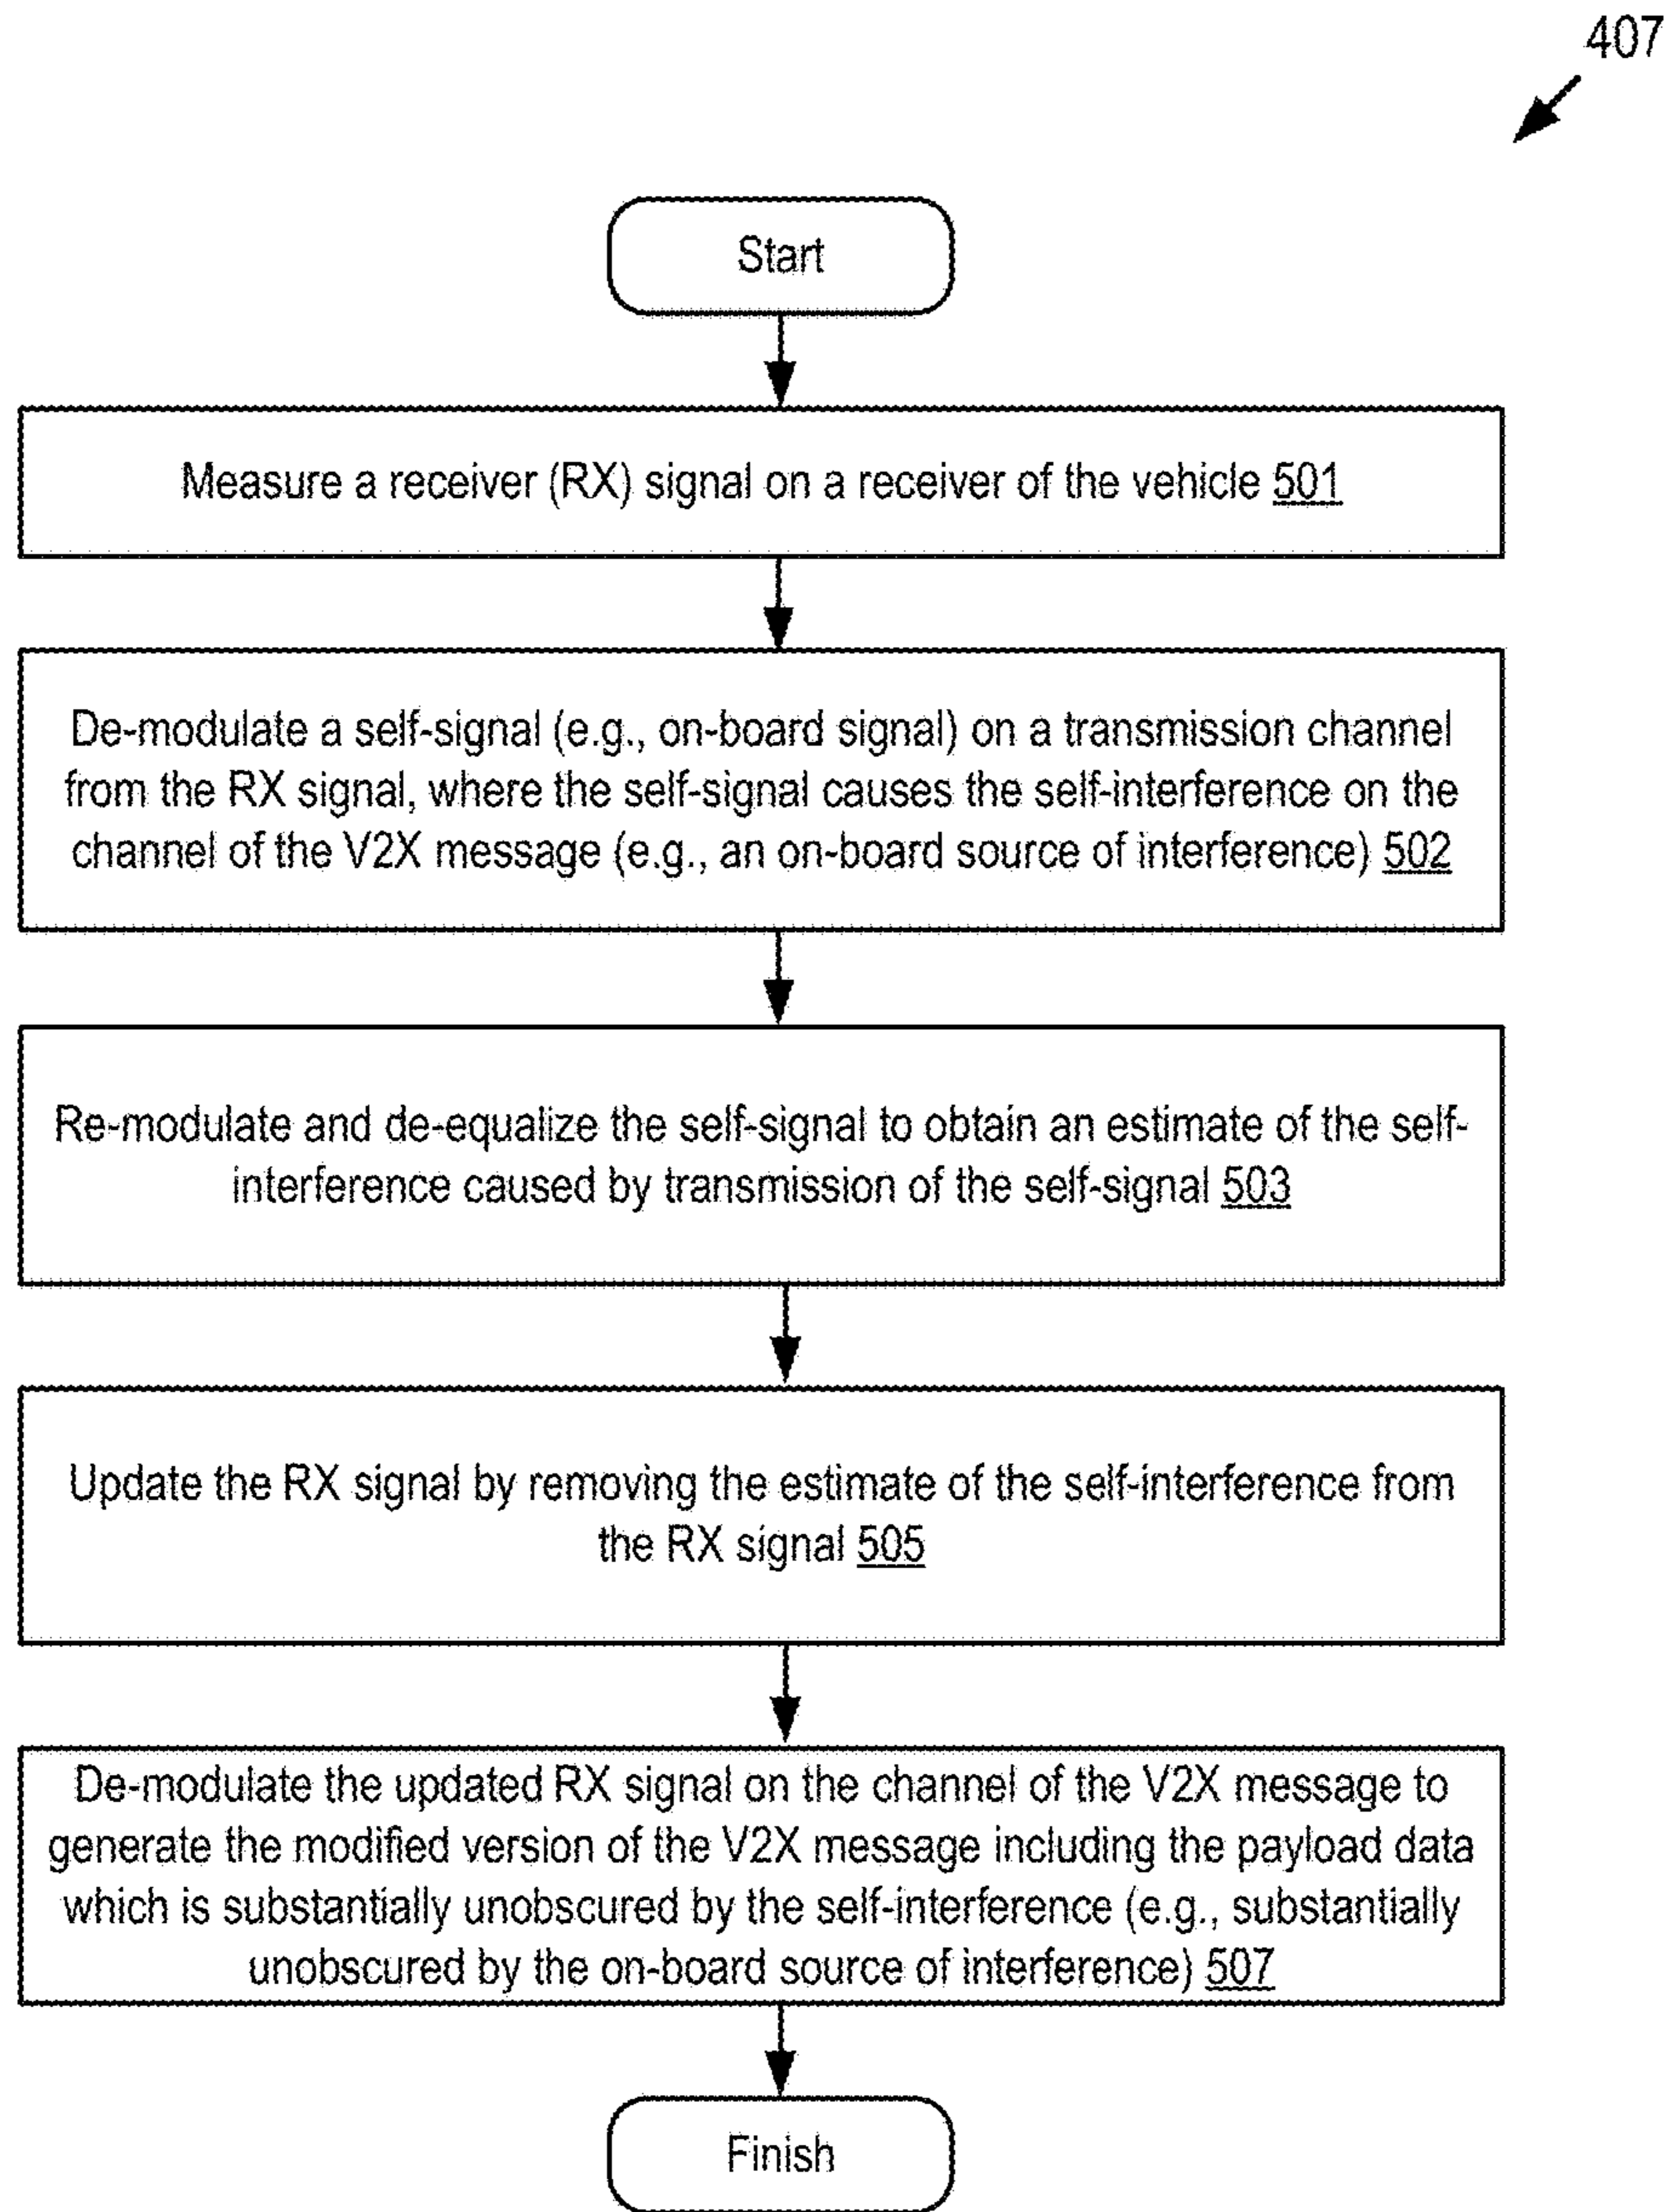 407
Start
Measure a receiver (RX) signal on a receiver of the vehicle 501
De-modulate a self-signal (e.g., on-board signal) on a transmission channel
from the RX signal, where the self-signal causes the self-interference on the
channel of the V2X message (e.g., an on-board source of interference) 502
Re-modulate and de-equalize the self-signal to obtain an estimate of the self-
interference caused by transmission of the self-signal 503
Update the RX signal by removing the estimate of the self-interference from
the RX signal 505
De-modulate the updated RX signal on the channel of the V2X message to
generate the modified version of the V2X message including the payload data
which is substantially unobscured by the self-interference (e.g., substantially
unobscured by the on-board source of interference) 507
Finish